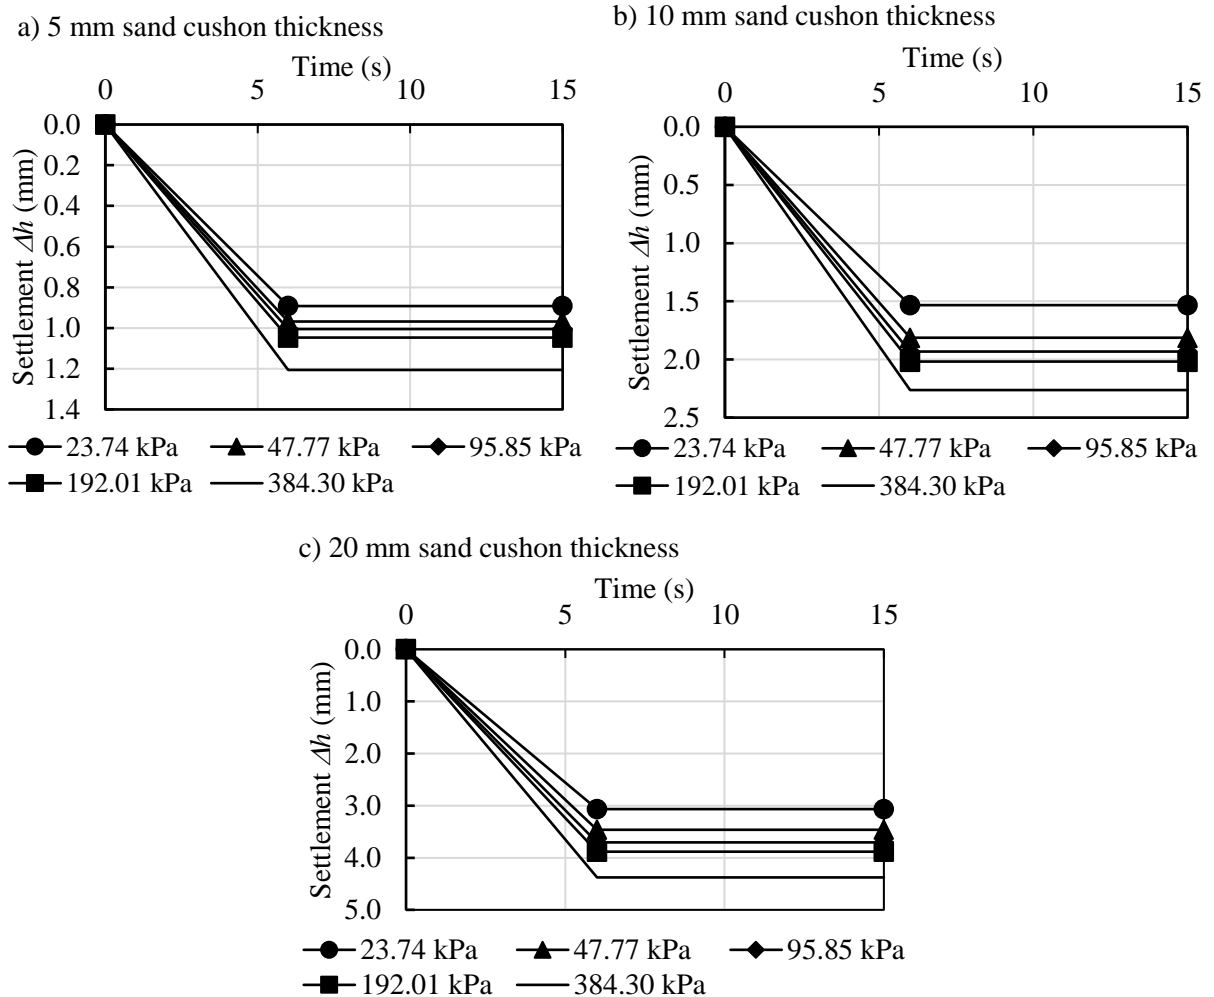 a) 5 mm sand cushon thickness
Time (s)
0 5 10 15
0.0
0.2
0.4
0.6
0.8
1.0
1.2
1.4
Settlement Δh (mm)
23.74 kPa 47.77 kPa 95.85 kPa
192.01 kPa 384.30 kPa
b) 10 mm sand cushon thickness
Time (s)
0 5 10 15
0.0
0.5
1.0
1.5
2.0
2.5
Settlement Δh (mm)
23.74 kPa 47.77 kPa 95.85 kPa
192.01 kPa 384.30 kPa
c) 20 mm sand cushon thickness
Time (s)
0 5 10 15
0.0
1.0
2.0
3.0
4.0
5.0
Settlement Δh (mm)
23.74 kPa 47.77 kPa 95.85 kPa
192.01 kPa 384.30 kPa